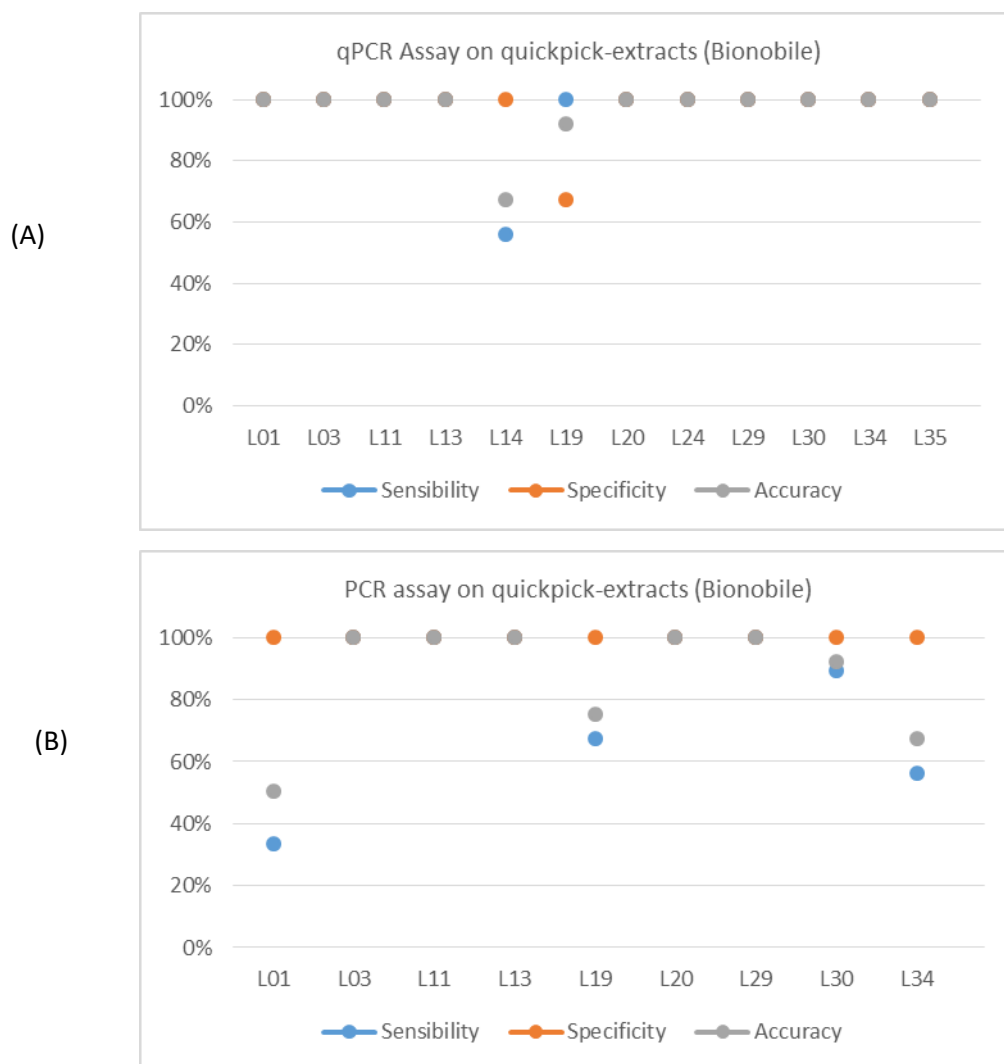 qPCR Assay on quickpick-extracts (Bionobile)
100%
80%
(A)
60%
40%
20%
0%
L01 L03 L11 L13 L14 L19 L20 L24 L29 L30 L34 L35
Sensibility Specificity Accuracy
PCR assay on quickpick-extracts (Bionobile)
100%
80%
(B)
60%
40%
20%
0%
L01 L03 L11 L13 L19 L20 L29 L30 L34
Sensibility Specificity Accuracy